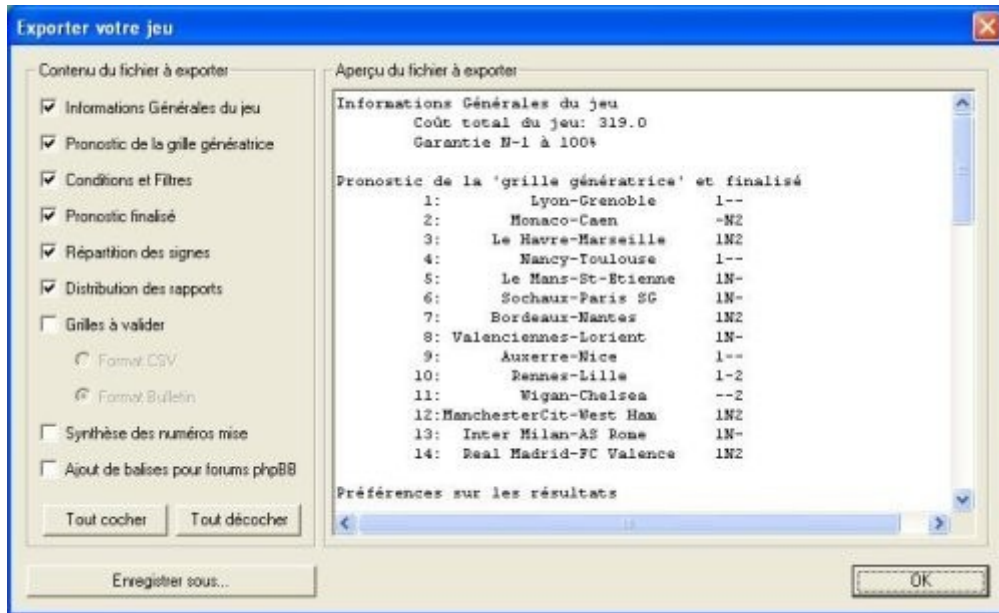 Exporter votre jeu
Contenu du fichier à exporter
Informations Générales du jeu
Pronostic de la grille génératrice
Conditions et Filtres
Pronostic finalisé
Répartition des signes
Distribution des rapports
Grilles à valider
Format CSV
Format Bulletin
Synthèse des numéros mise
Ajout de balises pour forums phpBB
Tout cocher Tout décocher
Enregistrer sous...
Aperçu du fichier à exporter
Informations Générales du jeu
Coût total du jeu: 319.0
Garantie N-1 à 100%
Pronostic de la 'grille génératrice' et finalisé
1: Lyon-Grenoble 1--
2: Monaco-Caen -N2
3: Le Havre-Marseille 1N2
4: Nancy-Toulouse 1--
5: Le Mans-St-Etienne 1N-
6: Sochaux-Paris SG 1N-
7: Bordeaux-Nantes 1N2
8: Valenciennes-Lorient 1N-
9: Auxerre-Nice 1--
10: Rennes-Lille 1-2
11: Wigan-Chelsea --2
12:ManchesterCit-West Ham 1N2
13: Inter Milan-AS Rome 1N-
14: Real Madrid-FC Valence 1N2
Préférences sur les résultats
OK